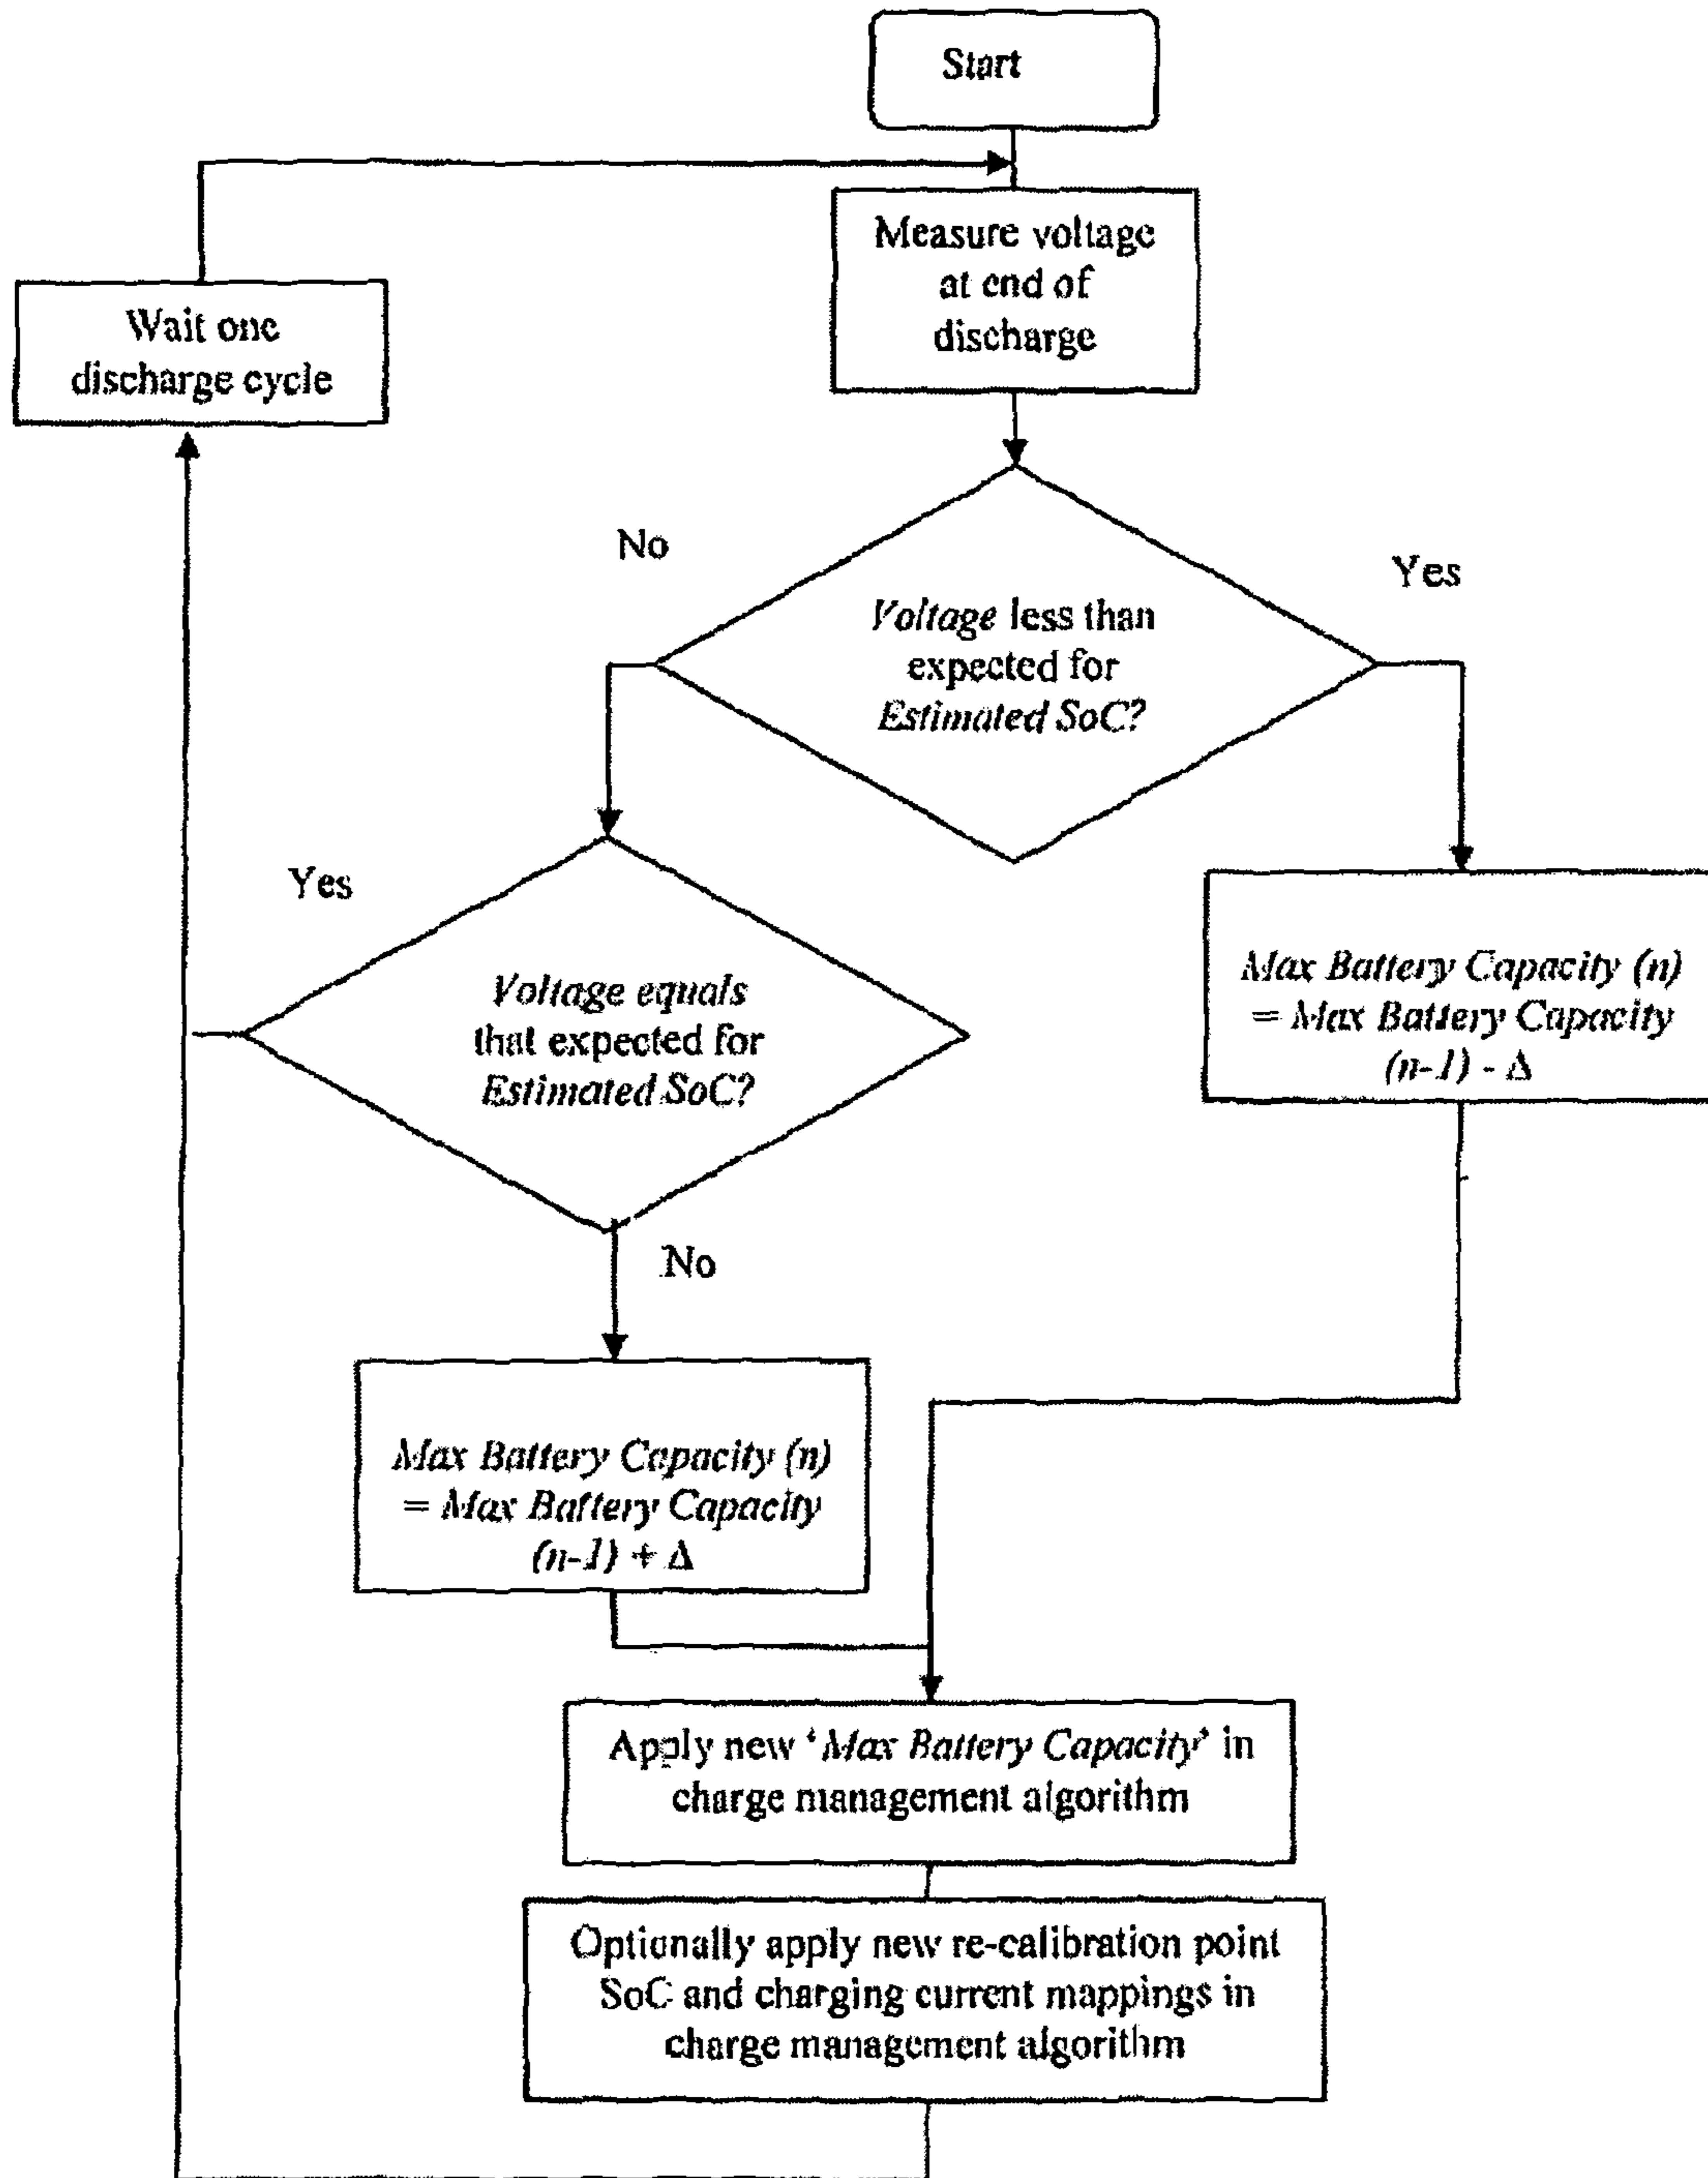 Start
Measure voltage
at end of
discharge
Wait one
discharge cycle
No
Yes
Voltage less than
expected for
Estimated SoC?
Yes
Voltage equals
that expected for
Estimated SoC?
Max Battery Capacity (n)
= Max Battery Capacity
(n-1) - Δ
No
Max Battery Capacity (n)
= Max Battery Capacity
(n-1) + Δ
Apply new ‘Max Battery Capacity’ in
charge management algorithm
Optionally apply new re-calibration point
SoC and charging current mappings in
charge management algorithm